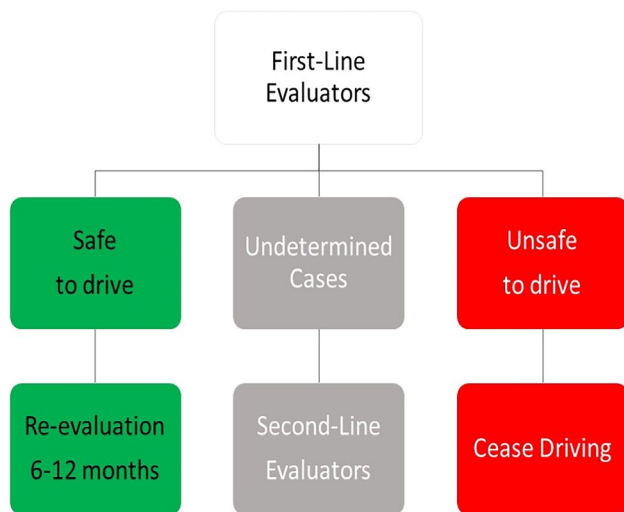 First-Line
Evaluators
Safe
to drive
Undetermined
Cases
Unsafe
to drive
Re-evaluation
6-12 months
Second-Line
Evaluators
Cease Driving